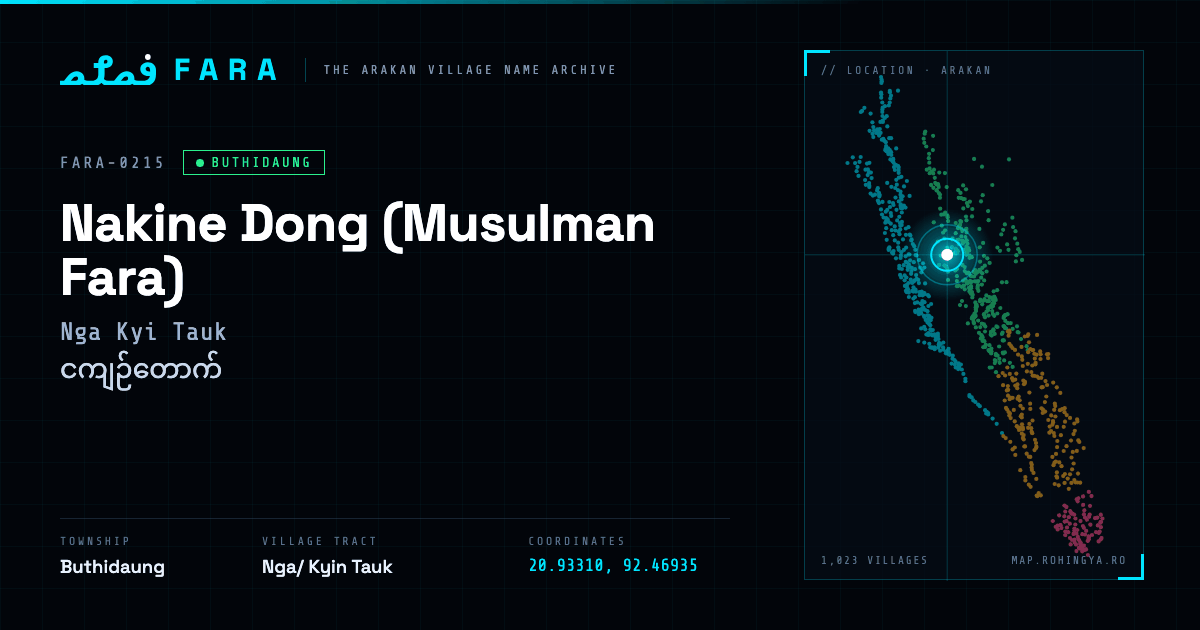 FARA
THE ARAKAN VILLAGE NAME ARCHIVE
FARA-0215
BUTHIDAUNG
Nakine Dong (Musulman
Fara)
Nga Kyi Tauk
ငကျဉ်တောက်
TOWNSHIP
Buthidaung
VILLAGE TRACT
Nga/ Kyin Tauk
COORDINATES
20.93310, 92.46935
// LOCATION · ARAKAN
1,023 VILLAGES
MAP.ROHINGYA.RO